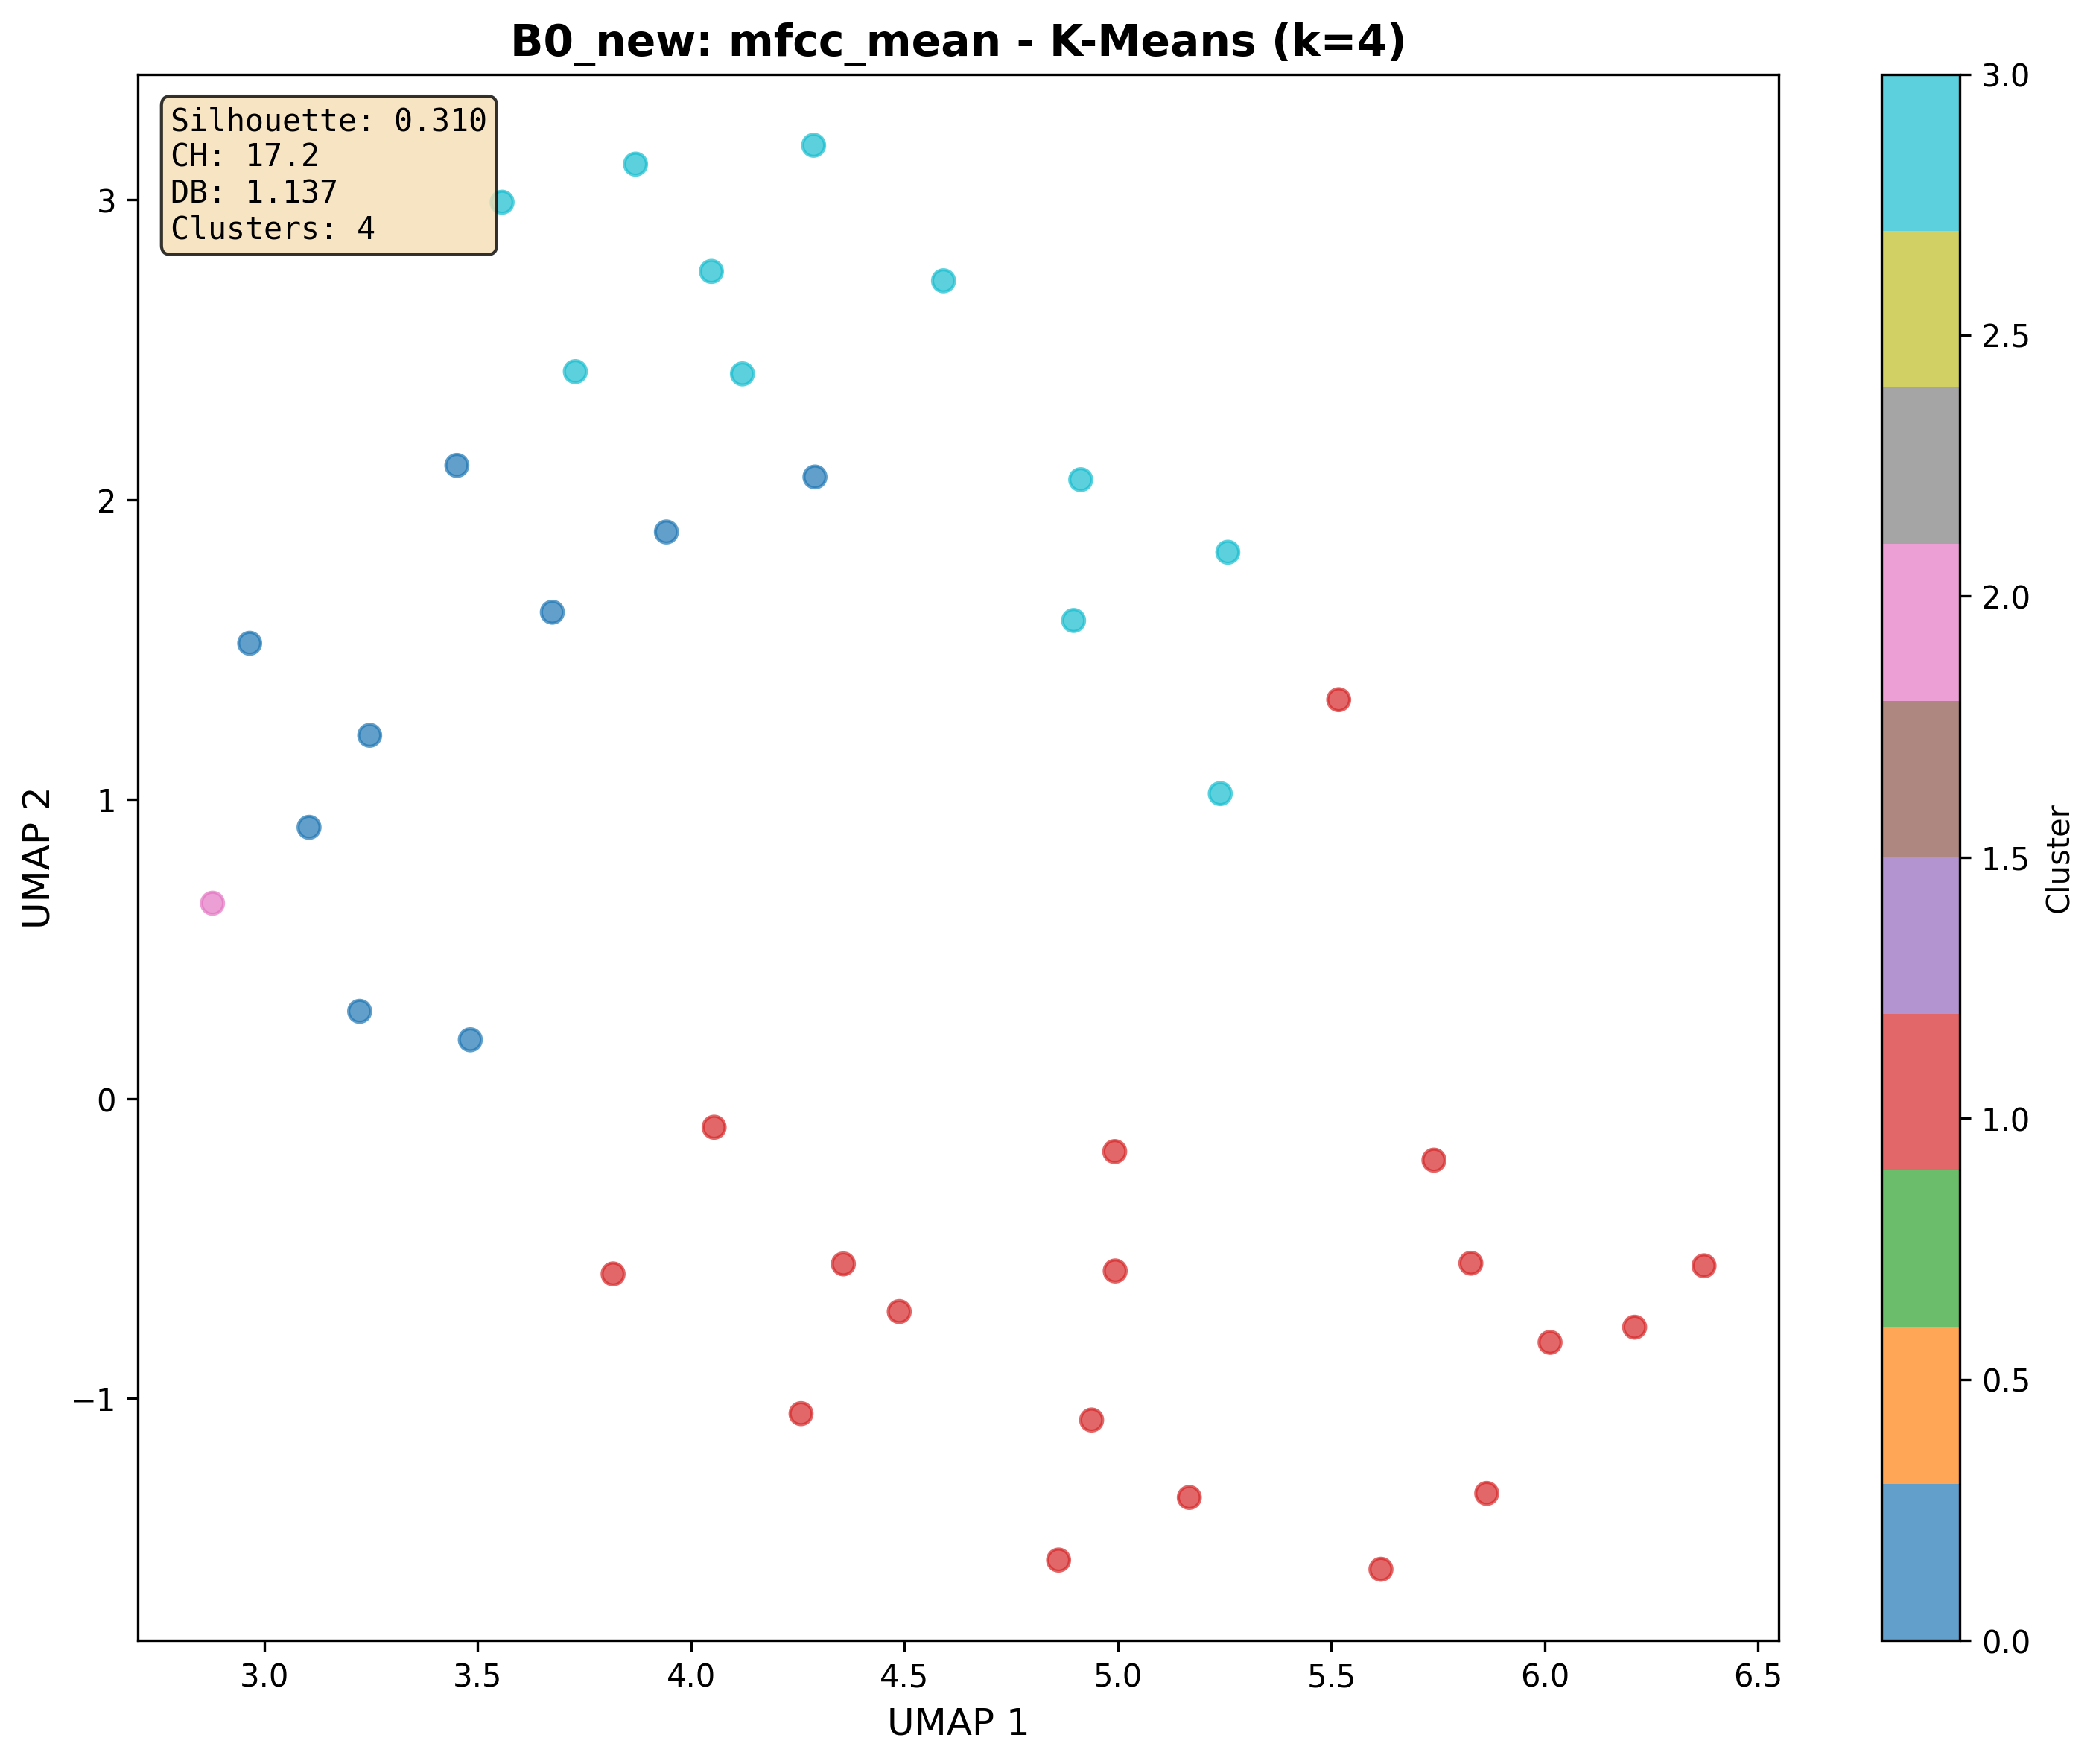 B0_new: mfcc_mean - K-Means (k=4)
Silhouette: 0.310
CH: 17.2
DB: 1.137
Clusters: 4
3
2
1
0
−1
UMAP 2
3.0
3.5
4.0
4.5
5.0
5.5
6.0
6.5
UMAP 1
3.0
2.5
2.0
1.5
1.0
0.5
0.0
Cluster